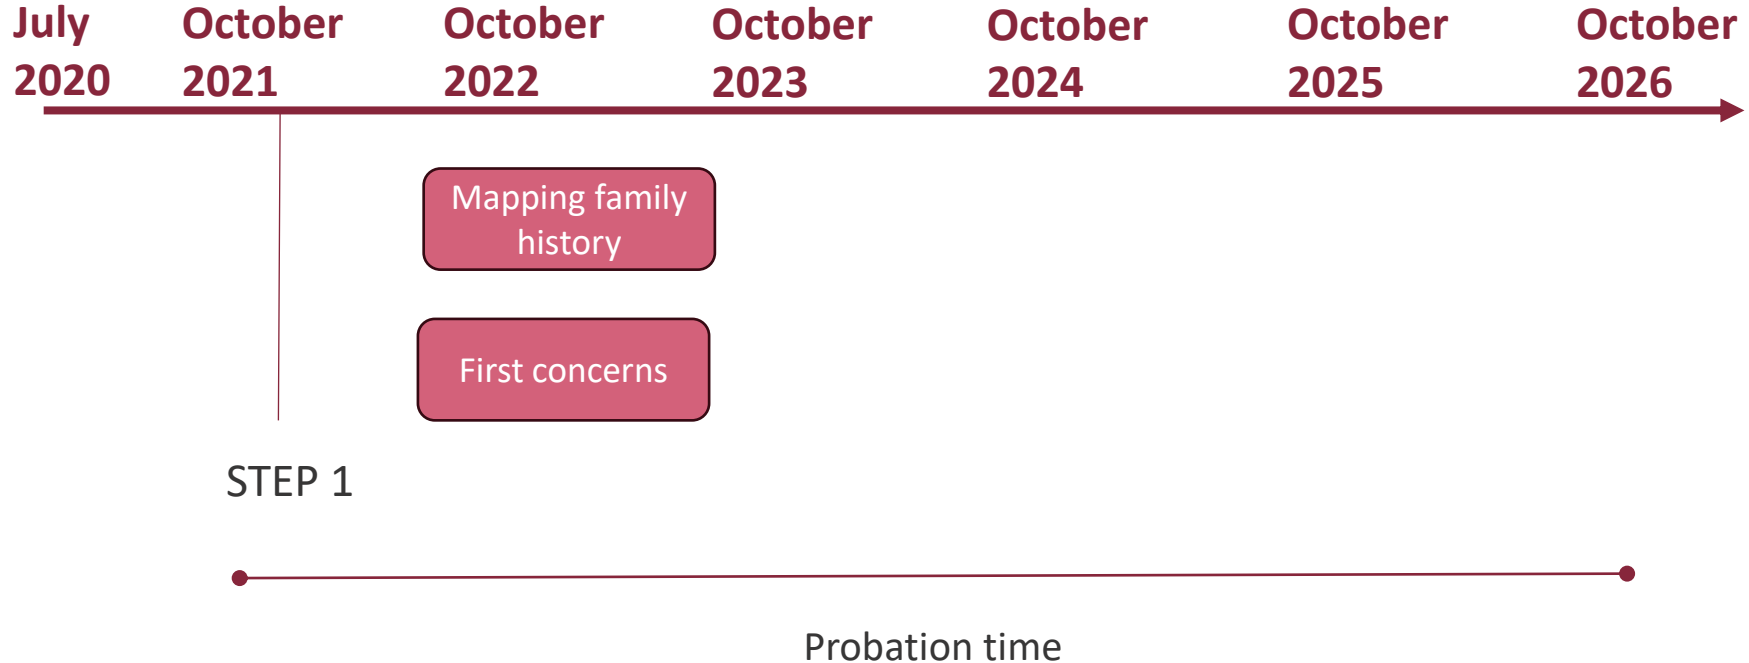 July October October October October October October
2020 2021 2022 2023 2024 2025 2026
Mapping family
history
First concerns
STEP 1
Probation time